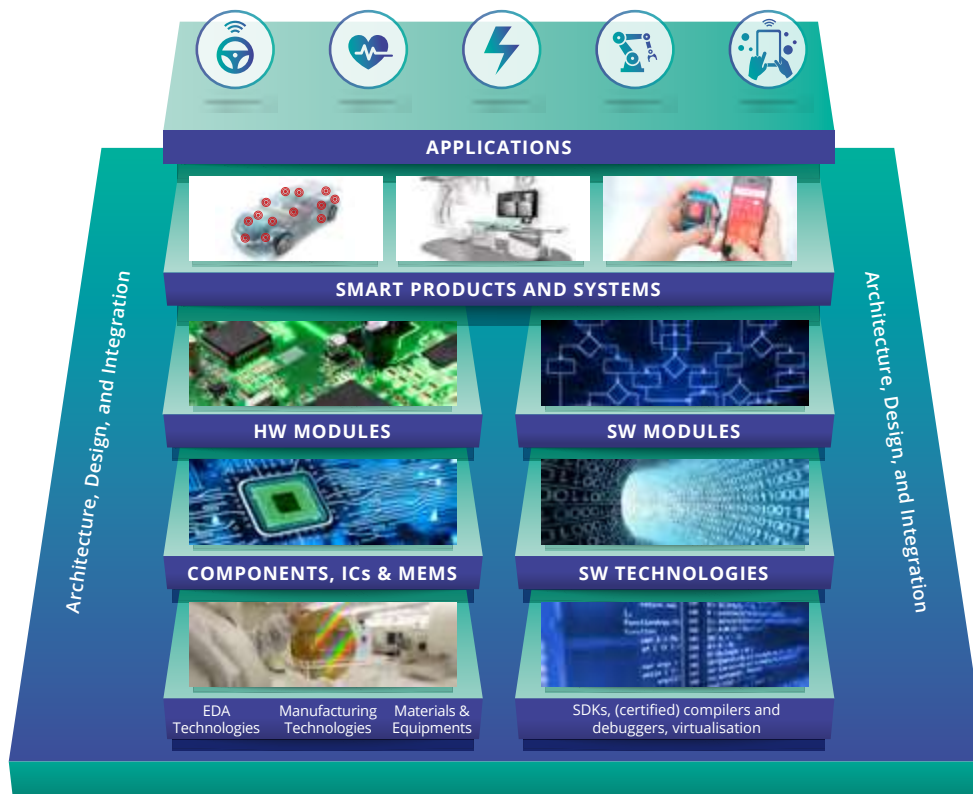 APPLICATIONS
SMART PRODUCTS AND SYSTEMS
Architecture, Design, and Integration
Architecture, Design, and Integration
HW MODULES
SW MODULES
COMPONENTS, ICs & MEMS
SW TECHNOLOGIES
EDA
Technologies
Manufacturing
Technologies
Materials &
Equipments
SDKs, (certified) compilers and
debuggers, virtualisation